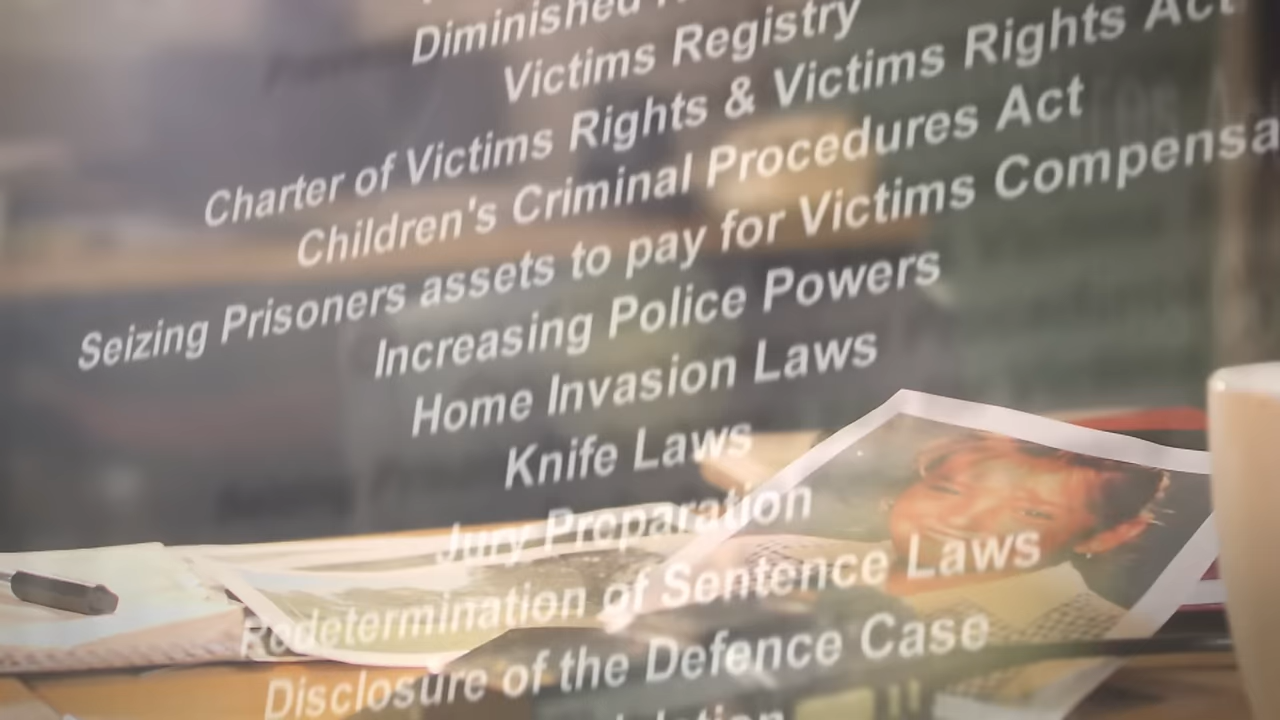 Diminished
Victims Registry
Charter of Victims Rights & Victims Rights Act
Children's Criminal Procedures Act
Seizing Prisoners assets to pay for Victims Compensa
Increasing Police Powers
Home Invasion Laws
Knife Laws
Jury Preparation
Redetermination of Sentence Laws
Disclosure of the Defence Case